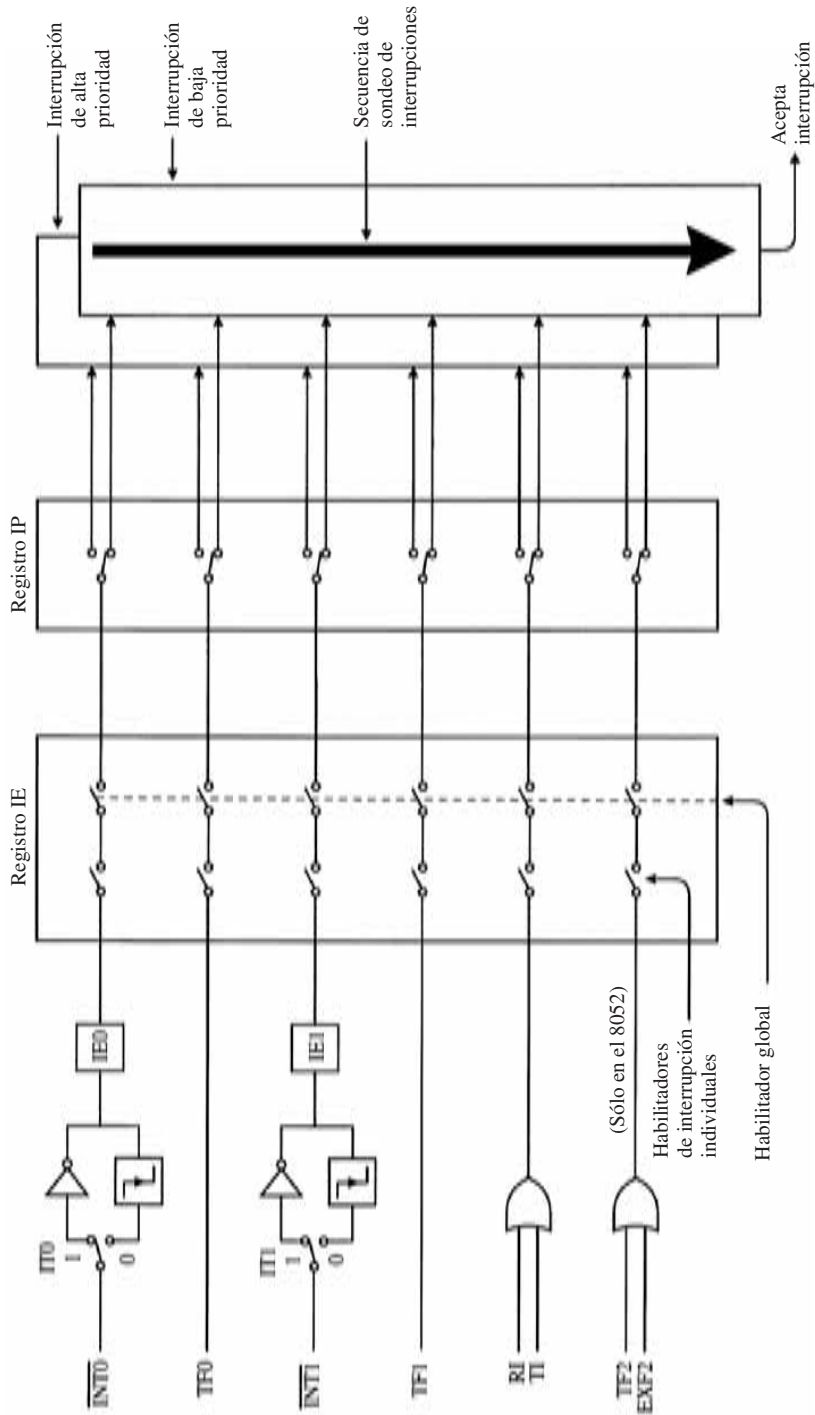 Interrupción
de alta
prioridad
Interrupción
de baja
prioridad
Secuencia de
sondeo de
interrupciones
Acepta
interrupción
Registro IP
Registro IE
Habilitador global
Habilitadores
de interrupción
individuales
(Sólo en el 8052)
IT0
1
0
IE0
INT0
TF0
IT1
1
0
IE1
INT1
TF1
RI
TI
TF2
EXF2